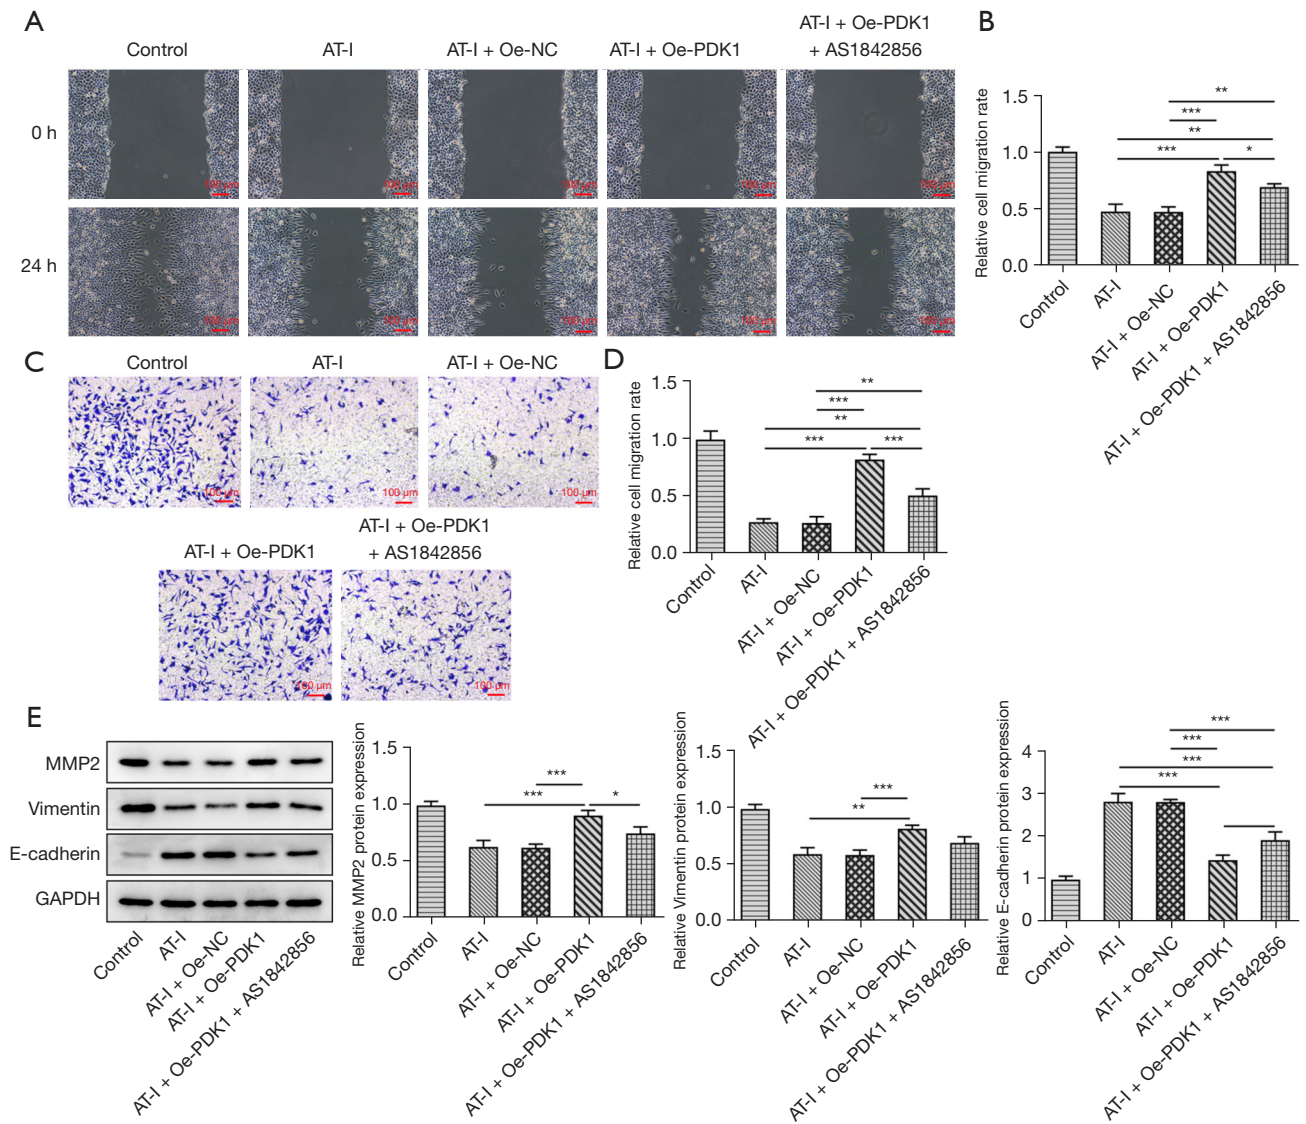 A
Control
AT-I
AT-I + Oe-NC
AT-I + Oe-PDK1
AT-I + Oe-PDK1
+ AS1842856
0 h
100 μm
100 μm
100 μm
100 μm
100 μm
24 h
100 μm
100 μm
100 μm
100 μm
100 μm
B
Relative cell migration rate
1.5
1.0
0.5
0.0
**
***
**
***
*
Control
AT-I
AT-I + Oe-NC
AT-I + Oe-PDK1
AT-I + Oe-PDK1 + AS1842856
C
Control
AT-I
AT-I + Oe-NC
100 μm
100 μm
100 μm
AT-I + Oe-PDK1
AT-I + Oe-PDK1
+ AS1842856
100 μm
100 μm
D
Relative cell migration rate
1.5
1.0
0.5
0.0
**
***
**
***
***
Control
AT-I
AT-I + Oe-NC
AT-I + Oe-PDK1
AT-I + Oe-PDK1 + AS1842856
E
MMP2
Vimentin
E-cadherin
GAPDH
Control
AT-I
AT-I + Oe-NC
AT-I + Oe-PDK1
AT-I + Oe-PDK1 + AS1842856
Relative MMP2 protein expression
1.5
1.0
0.5
0.0
***
***
*
Control
AT-I
AT-I + Oe-NC
AT-I + Oe-PDK1
AT-I + Oe-PDK1 + AS1842856
Relative Vimentin protein expression
1.5
1.0
0.5
0.0
***
**
Control
AT-I
AT-I + Oe-NC
AT-I + Oe-PDK1
AT-I + Oe-PDK1 + AS1842856
Relative E-cadherin protein expression
4
3
2
1
0
***
***
***
***
Control
AT-I
AT-I + Oe-NC
AT-I + Oe-PDK1
AT-I + Oe-PDK1 + AS1842856